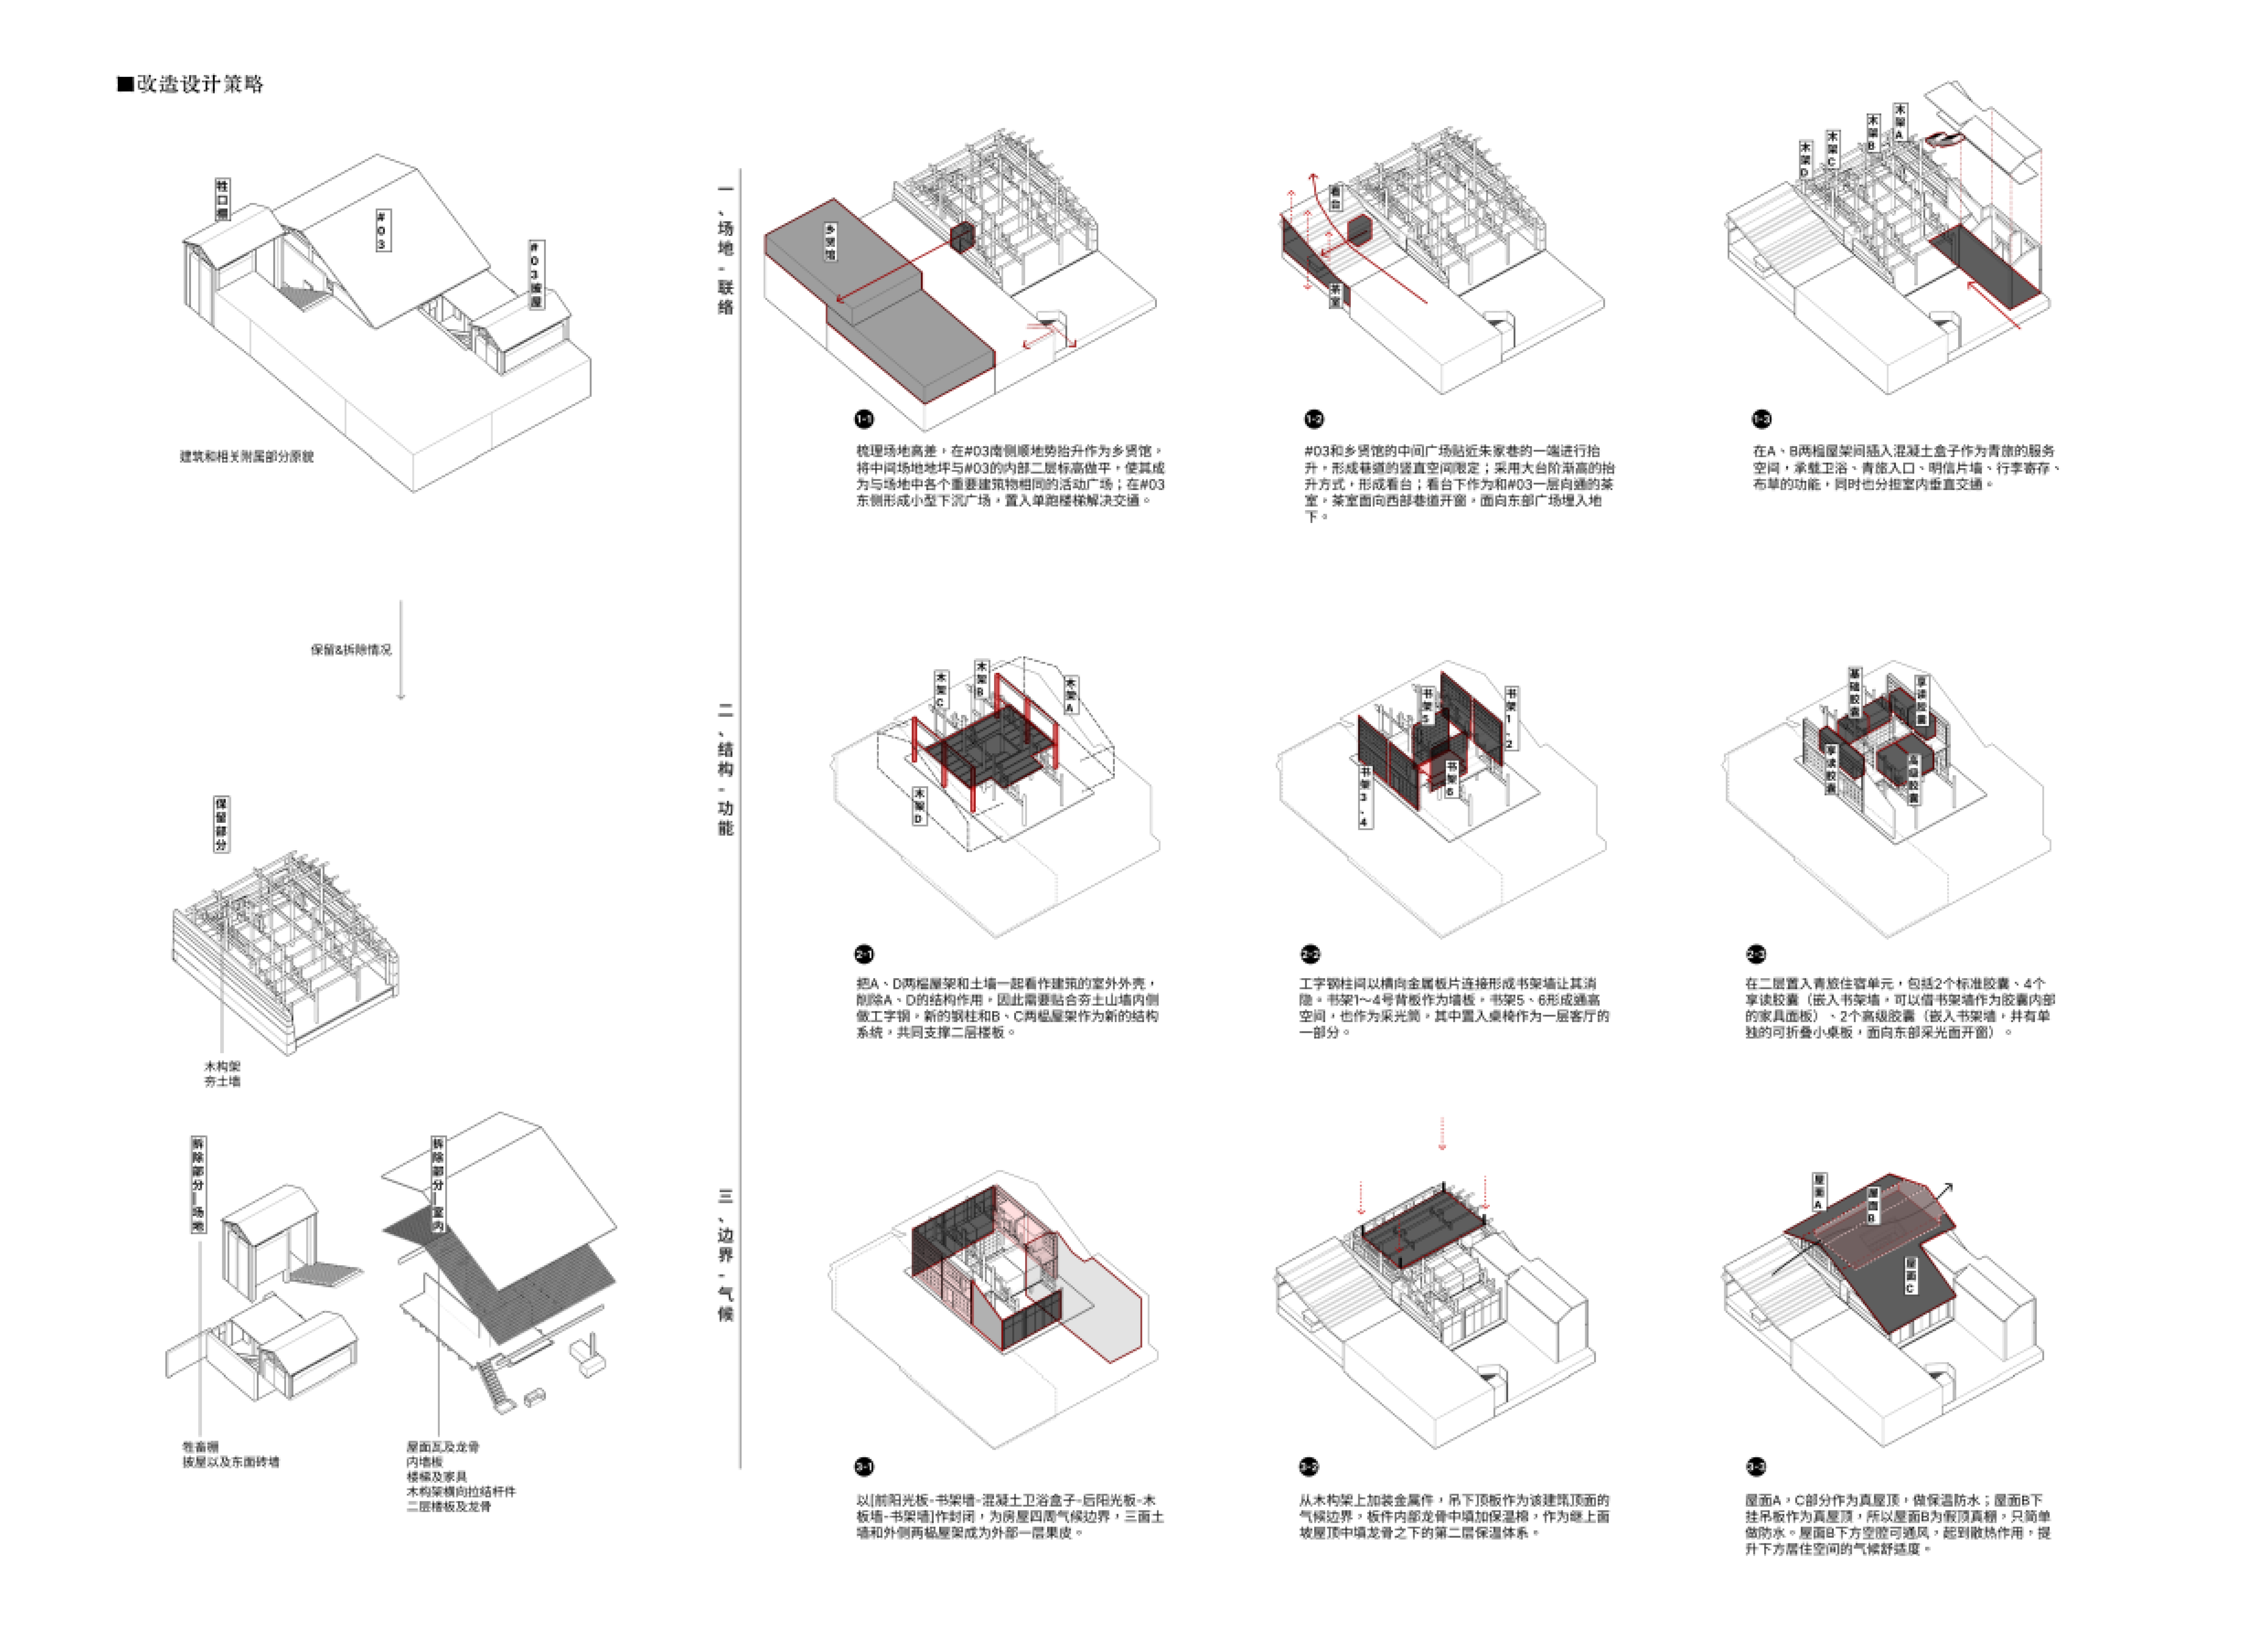 ■改造设计策略
牲口棚
#03
#03披屋
建筑和相关附属部分原貌
保留&拆除情况
保留部分
木构架
夯土墙
拆除部分—场地
拆除部分—室内
牲畜棚
披屋以及东面砖墙
屋面瓦及龙骨
内墙板
楼梯及家具
木构架横向拉结杆件
二层楼板及龙骨
一、场地-联络
乡贤馆
1-1
梳理场地高差，在#03南侧顺地势抬升作为乡贤馆，
将中间场地地坪与#03的内部二层标高做平，使其成
为与场地中各个重要建筑物相同的活动广场；在#03
东侧形成小型下沉广场，置入单跑楼梯解决交通。
看台
茶室
1-2
#03和乡贤馆的中间广场贴近朱家巷的一端进行抬
升，形成巷道的竖直空间限定；采用大台阶渐高的抬
升方式，形成看台；看台下作为和#03一层向通的茶
室，茶室面向西部巷道开窗，面向东部广场埋入地
下。
木架D
木架C
木架B
木架A
1-3
在A、B两榀屋架间插入混凝土盒子作为青旅的服务
空间，承载卫浴、青旅入口、明信片墙、行李寄存、
布草的功能，同时也分担室内垂直交通。
二、结构-功能
木架C
木架B
木架A
木架D
2-1
把A、D两榀屋架和土墙一起看作建筑的室外外壳，
削除A、D的结构作用，因此需要贴合夯土山墙内侧
做工字钢，新的钢柱和B、C两榀屋架作为新的结构
系统，共同支撑二层楼板。
书架5
书架1、2
书架3、4
书架6
2-2
工字钢柱间以横向金属板片连接形成书架墙让其消
隐。书架1～4号背板作为墙板，书架5、6形成通高
空间，也作为采光筒，其中置入桌椅作为一层客厅的
一部分。
基础胶囊
享读胶囊
享读胶囊
高级胶囊
2-3
在二层置入青旅住宿单元，包括2个标准胶囊、4个
享读胶囊（嵌入书架墙，可以借书架墙作为胶囊内部
的家具面板）、2个高级胶囊（嵌入书架墙，并有单
独的可折叠小桌板，面向东部采光面开窗）。
三、边界-气候
3-1
以[前阳光板-书架墙-混凝土卫浴盒子-后阳光板-木
板墙-书架墙]作封闭，为房屋四周气候边界，三面土
墙和外侧两榀屋架成为外部一层果皮。
3-2
从木构架上加装金属件，吊下顶板作为该建筑顶面的
气候边界，板件内部龙骨中填加保温棉，作为继上面
坡屋顶中填龙骨之下的第二层保温体系。
屋面A
屋面B
屋面C
3-3
屋面A，C部分作为真屋顶，做保温防水；屋面B下
挂吊板作为真屋顶，所以屋面B为假顶真棚，只简单
做防水。屋面B下方空腔可通风，起到散热作用，提
升下方居住空间的气候舒适度。